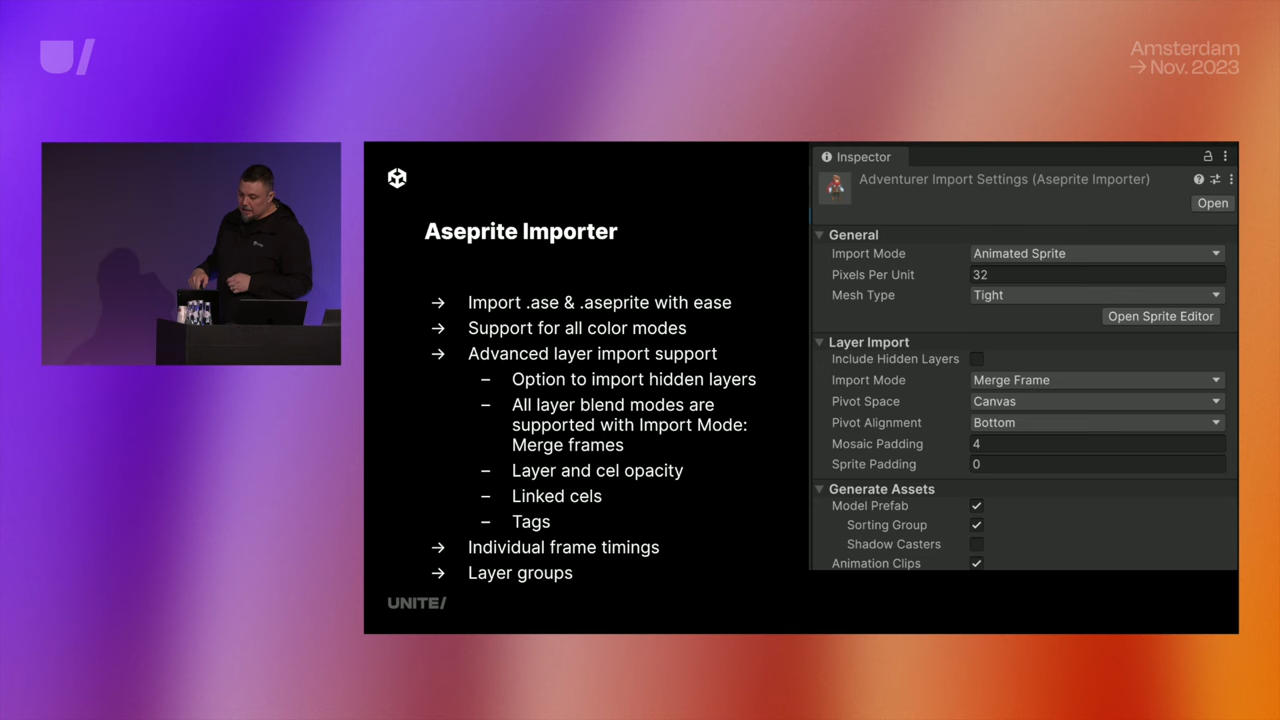 Amsterdam
→ Nov. 2023
Aseprite Importer
→ Import .ase & .aseprite with ease
→ Support for all color modes
→ Advanced layer import support
– Option to import hidden layers
– All layer blend modes are
supported with Import Mode:
Merge frames
– Layer and cel opacity
– Linked cels
– Tags
→ Individual frame timings
→ Layer groups
UNITE/
Inspector
Adventurer Import Settings (Aseprite Importer)
Open
General
Import Mode Animated Sprite
Pixels Per Unit 32
Mesh Type Tight
Open Sprite Editor
Layer Import
Include Hidden Layers
Import Mode Merge Frame
Pivot Space Canvas
Pivot Alignment Bottom
Mosaic Padding 4
Sprite Padding 0
Generate Assets
Model Prefab
Sorting Group
Shadow Casters
Animation Clips